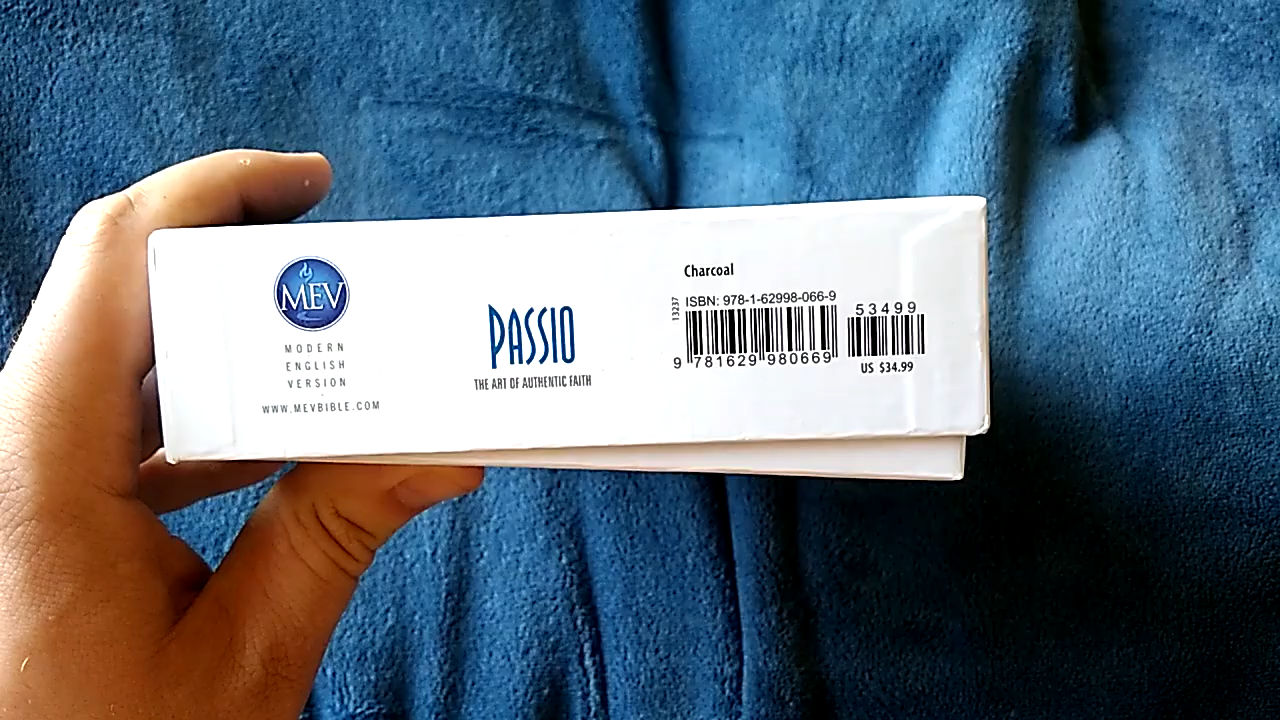 MEV
MODERN
ENGLISH
VERSION
WWW.MEVBIBLE.COM
PASSIO
THE ART OF AUTHENTIC FAITH
Charcoal
13237
ISBN: 978-1-62998-066-9
9 781629 980669
53499
US $34.99